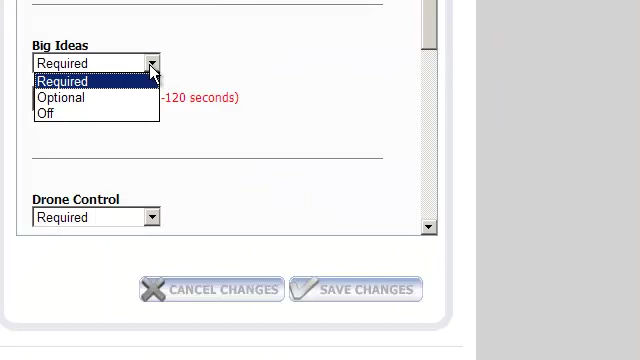 Big Ideas
Required
Required
Optional
-120 seconds)
Off
Drone Control
Required
CANCEL CHANGES
SAVE CHANGES